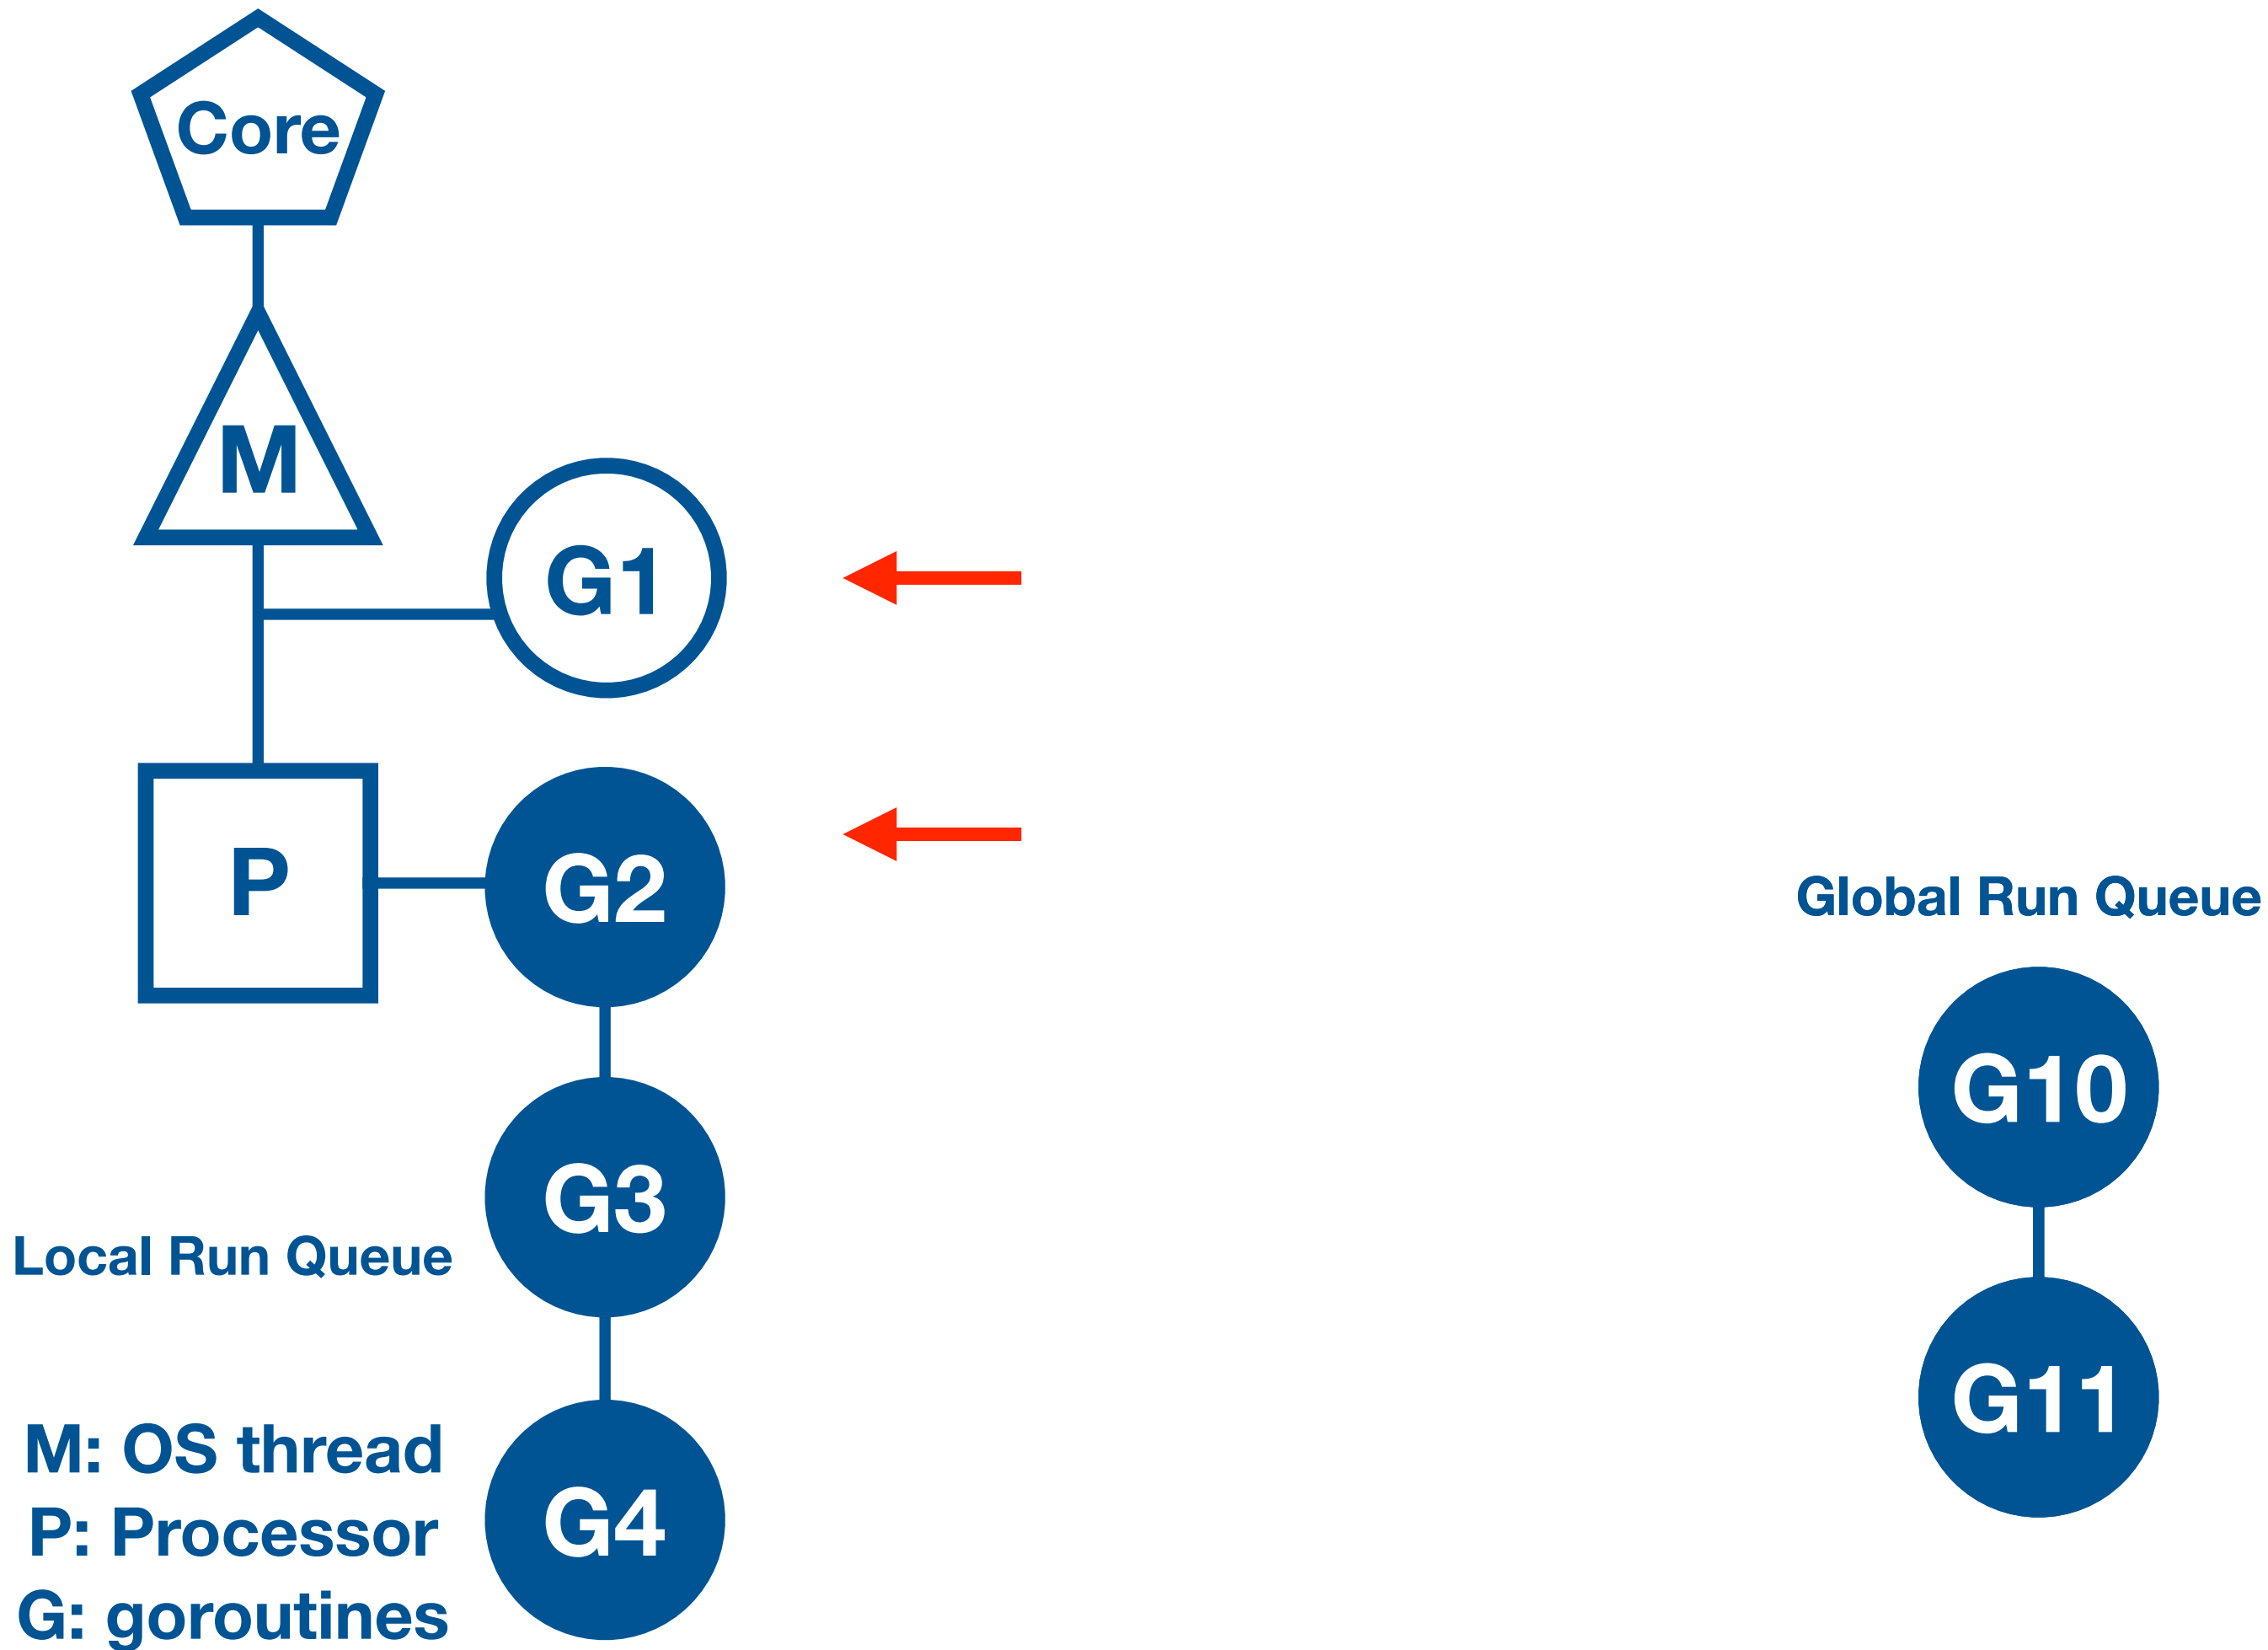 Core
M
G1
P
G2
Global Run Queue
G10
G3
Local Run Queue
G11
M: OS thread
G4
P: Processor
G: goroutines